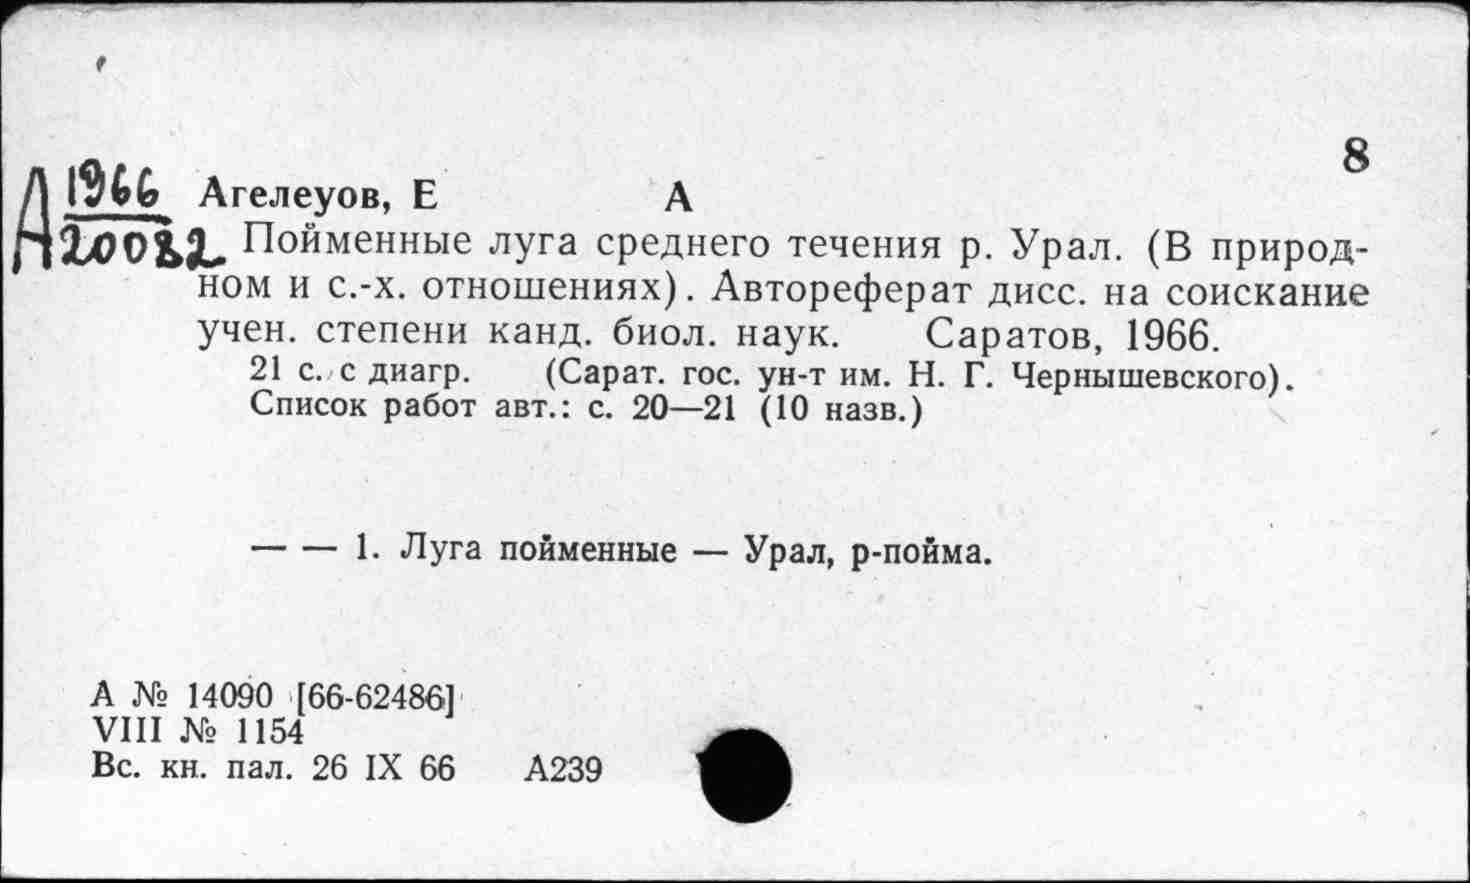 8
А 1966 Агелеуов, Е А
Пойменные луга среднего течения р. Урал. (В природ-
ном и с.-х. отношениях). Автореферат дисс. на соискание
учен. степени канд. биол. наук. Саратов, 1966.
21 с. с диагр. (Сарат. гос. ун-т им. Н. Г. Чернышевского).
Список работ авт.: с. 20—21 (10 назв.)
— — 1. Луга пойменные — Урал, р-пойма.
А № 14090 [66-62486]
VIII № 1154
Вс. кн. пал. 26 IX 66 А239